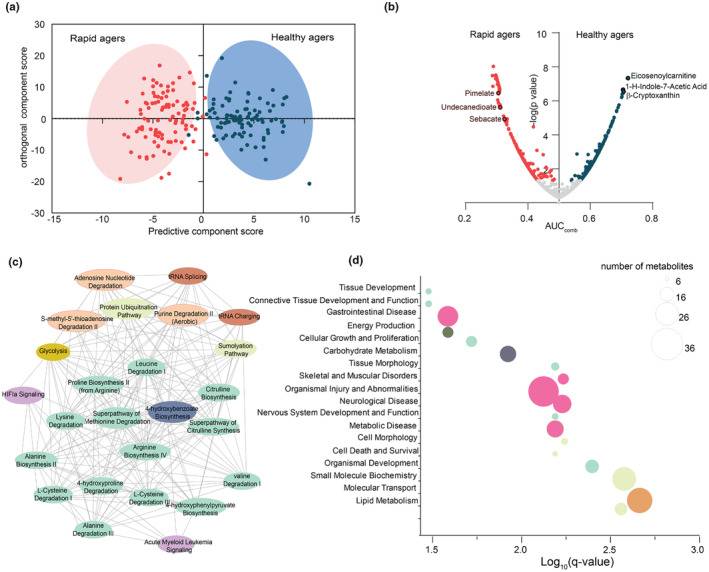 (a)
Rapid agers
Healthy agers
orthogonal component score
30
20
10
0
-10
-20
-30
-15
-10
-5
0
5
10
15
Predictive component score
(b)
Rapid agers
Healthy agers
-log(p value)
10
8
6
4
2
Eicosenoylcarnitine
1-H-Indole-7-Acetic Acid
β-Cryptoxanthin
Pimelate
Undecanedioate
Sebacate
0.2
0.4
0.6
0.8
AUCcomb
(c)
Adenosine Nucleotide
Degradation
tRNA Splicing
Protein Ubiquitination
Pathway
S-methyl-5'-thioadenosine
Degradation II
Purine Degradation II
(Aerobic)
tRNA Charging
Glycolysis
Sumolyation
Pathway
Leucine
Degradation I
HIFIa Signaling
Proline Biosynthesis II
(from Arginine)
Citrulline
Biosynthesis
Lysine
Degradation
Superpathway of
Methionine Degradation
4-hydroxybenzoate
Biosynthesis
Superpathway of
Citrulline Synthesis
Arginine
Biosynthesis IV
Alanine
Biosynthesis II
L-Cysteine
Degradation I
4-hydroxyproline
Degradation
L-Cysteine
Degradation III
4-hydroxyphenylpyruvate
Biosynthesis
valine
Degradation I
Alanine
Degradation III
Acute Myeloid Leukemia
Signaling
(d)
number of metabolites
6
16
26
36
Tissue Development
Connective Tissue Development and Function
Gastrointestinal Disease
Energy Production
Cellular Growth and Proliferation
Carbohydrate Metabolism
Tissue Morphology
Skeletal and Muscular Disorders
Organismal Injury and Abnormalities
Neurological Disease
Nervous System Development and Function
Metabolic Disease
Cell Morphology
Cell Death and Survival
Organismal Development
Small Molecule Biochemistry
Molecular Transport
Lipid Metabolism
1.5
2.0
2.5
3.0
Log10(q-value)